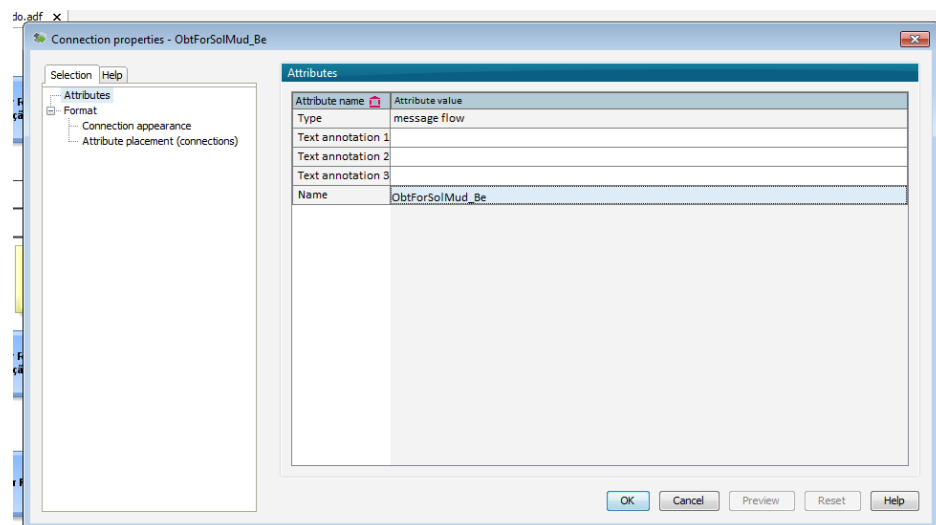 do.adf x
Connection properties - ObtForSolMud_Be
Selection Help
Attributes
Format
Connection appearance
Attribute placement (connections)
Attributes
Attribute name Attribute value
Type message flow
Text annotation 1
Text annotation 2
Text annotation 3
Name ObtForSolMud_Be
OK Cancel Preview Reset Help